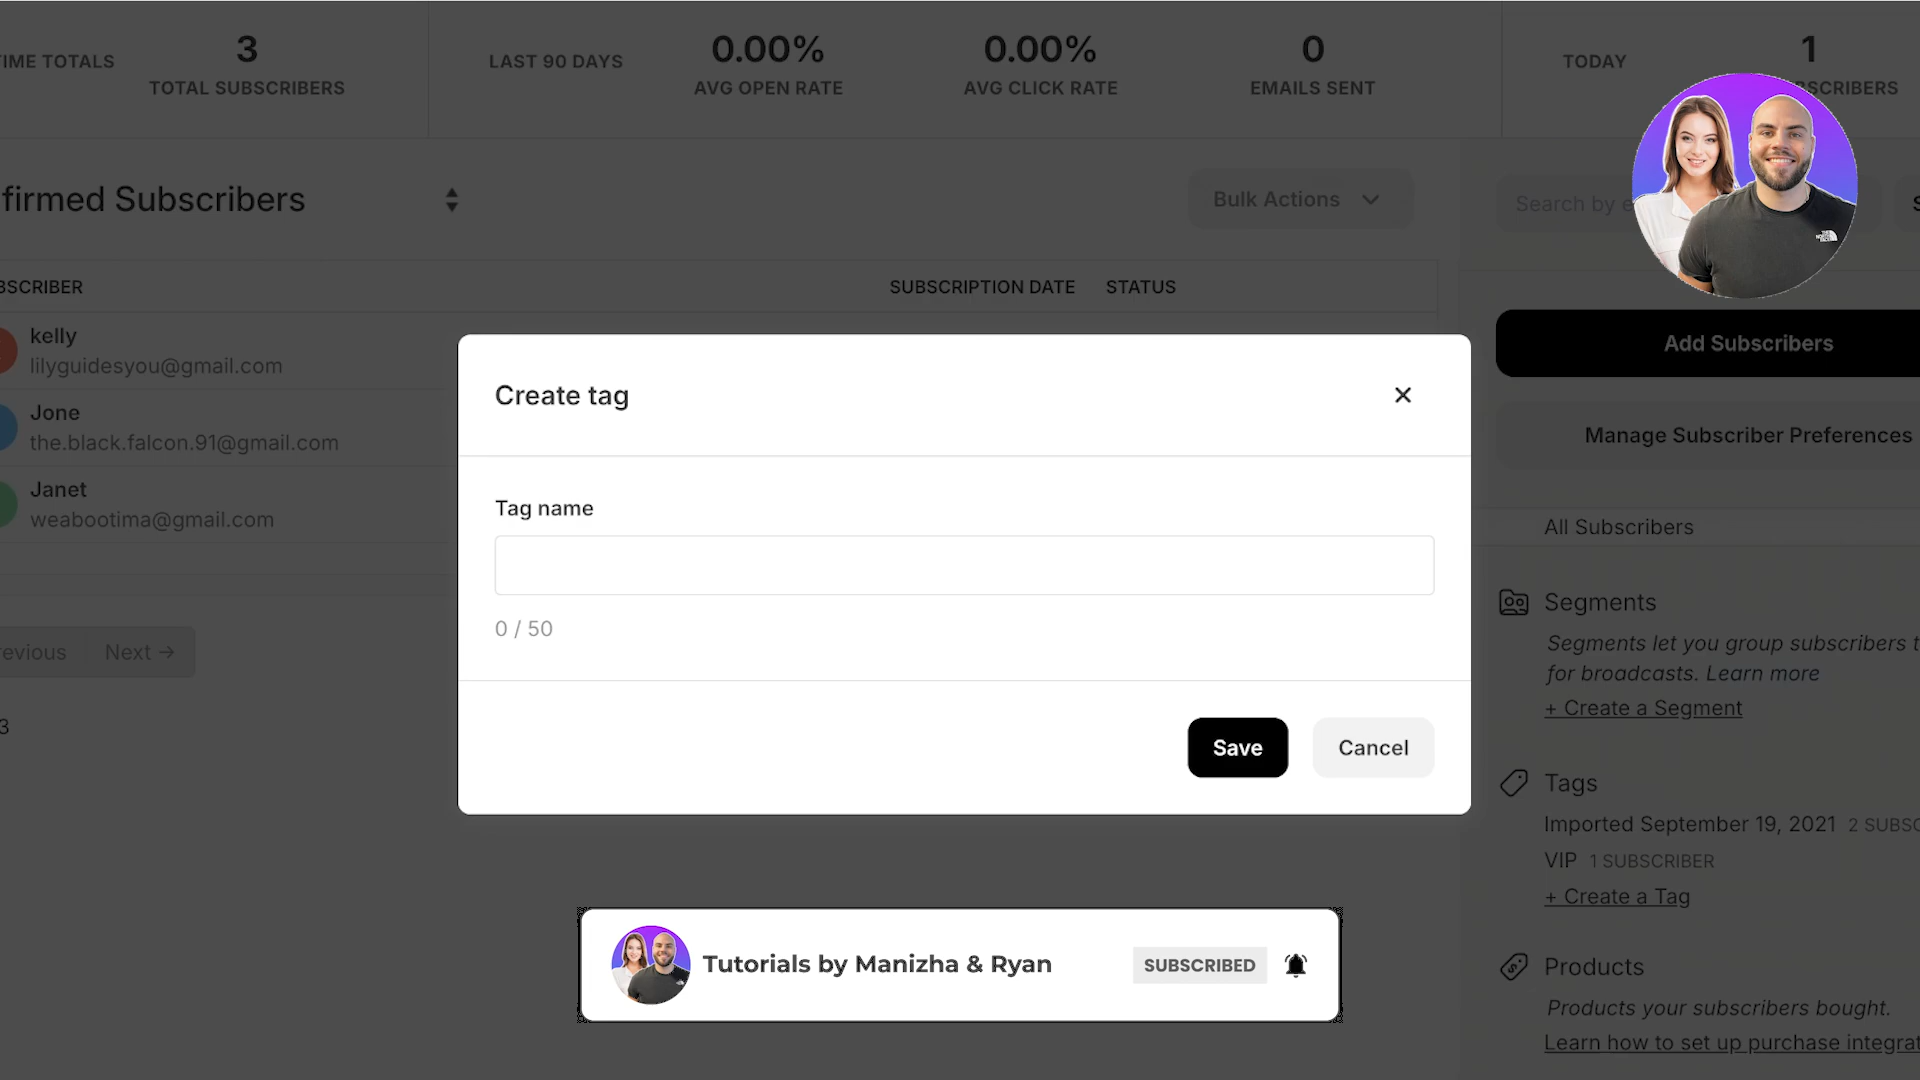 TIME TOTALS
3
TOTAL SUBSCRIBERS
LAST 90 DAYS
0.00%
AVG OPEN RATE
0.00%
AVG CLICK RATE
0
EMAILS SENT
TODAY
1
SCRIBERS
firmed Subscribers
Bulk Actions
Search by e
S
BSCRIBER
SUBSCRIPTION DATE
STATUS
kelly
lilyguidesyou@gmail.com
Jone
the.black.falcon.91@gmail.com
Janet
weabootima@gmail.com
revious
Next →
3
Create tag
Tag name
0 / 50
Save
Cancel
Add Subscribers
Manage Subscriber Preferences
All Subscribers
Segments
Segments let you group subscribers t
for broadcasts. Learn more
+ Create a Segment
Tags
Imported September 19, 2021 2 SUBSC
VIP 1 SUBSCRIBER
+ Create a Tag
Products
Products your subscribers bought.
Learn how to set up purchase integrat
Tutorials by Manizha & Ryan
SUBSCRIBED